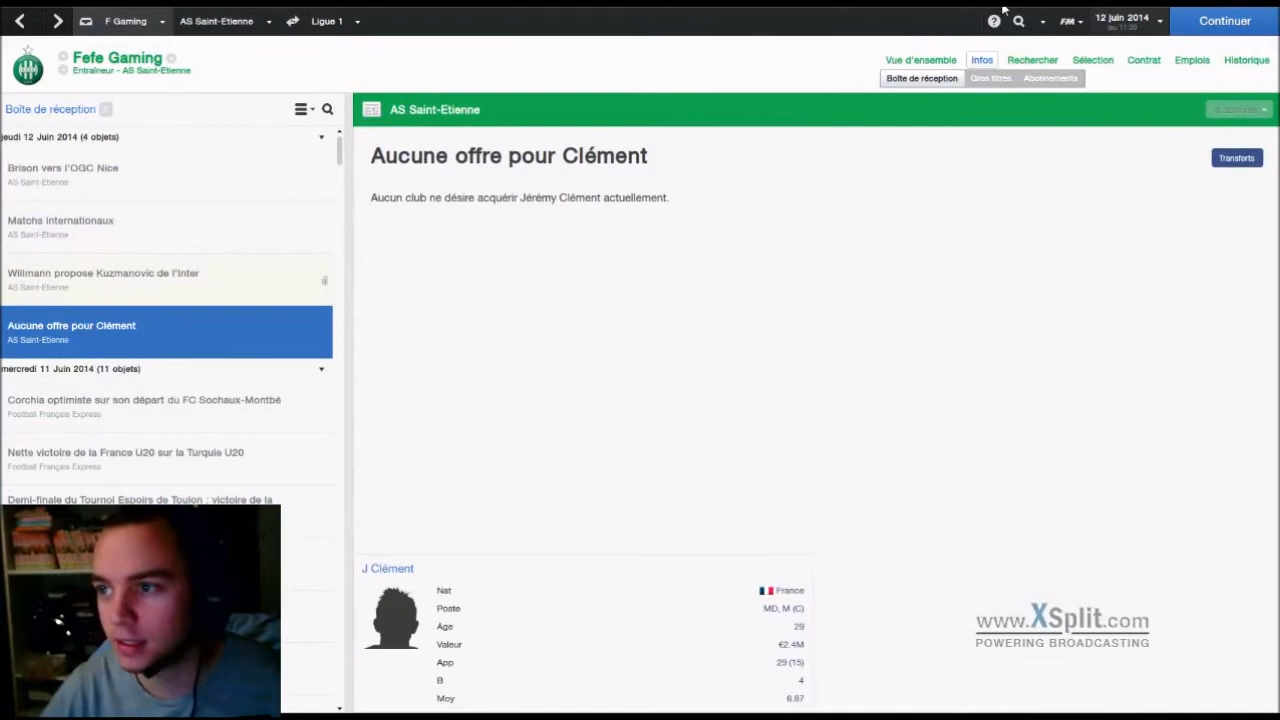 F Gaming
AS Saint-Etienne
Ligue 1
FM
12 juin 2014
jeu 11:30
Continuer
Fefe Gaming
Entraîneur - AS Saint-Etienne
Vue d'ensemble
Infos
Rechercher
Sélection
Contrat
Emplois
Historique
Boîte de réception
Gros titres
Abonnements
Boîte de réception
AS Saint-Etienne
jeudi 12 Juin 2014 (4 objets)
Brison vers l'OGC Nice
AS Saint-Etienne
Matchs internationaux
AS Saint-Etienne
Willmann propose Kuzmanovic de l'Inter
AS Saint-Etienne
Aucune offre pour Clément
AS Saint-Etienne
mercredi 11 Juin 2014 (11 objets)
Corchia optimiste sur son départ du FC Sochaux-Montbé
Football Français Express
Nette victoire de la France U20 sur la Turquie U20
Football Français Express
Demi-finale du Tournoi Espoirs de Toulon : victoire de la
Aucune offre pour Clément
Transferts
Aucun club ne désire acquérir Jérémy Clément actuellement.
J Clément
Nat France
Poste MD, M (C)
Âge 29
Valeur €2.4M
App 29 (15)
B 4
Moy 6.87
www.XSplit.com
POWERING BROADCASTING